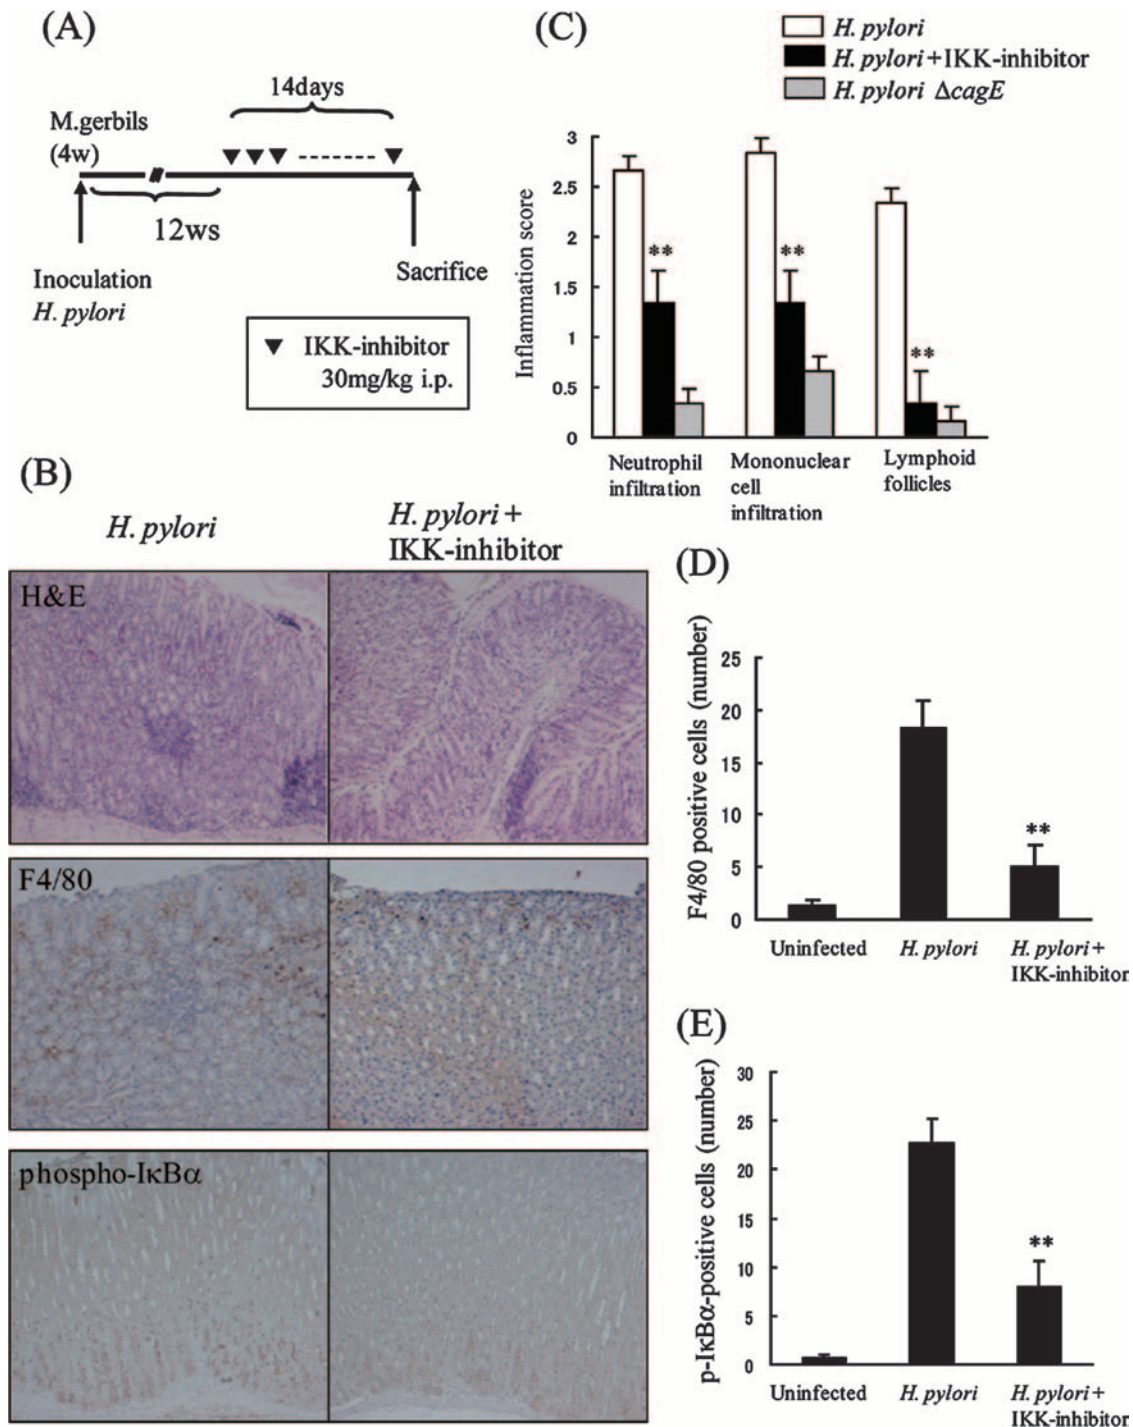 (A)
14days
M.gerbils
(4w)
12ws
Inoculation
H. pylori
Sacrifice
IKK-inhibitor
30mg/kg i.p.
(B)
H. pylori
H. pylori +
IKK-inhibitor
H&E
F4/80
phospho-IκBα
(C)
H. pylori
H. pylori+IKK-inhibitor
H. pylori ΔcagE
Inflammation score
3
2.5
2
1.5
1
0.5
0
**
**
**
Neutrophil
infiltration
Mononuclear
cell
infiltration
Lymphoid
follicles
(D)
F4/80 positive cells (number)
25
20
15
10
5
0
**
Uninfected
H. pylori
H. pylori +
IKK-inhibitor
(E)
p-IκBα-positive cells (number)
30
25
20
15
10
5
0
**
Uninfected
H. pylori
H. pylori +
IKK-inhibitor